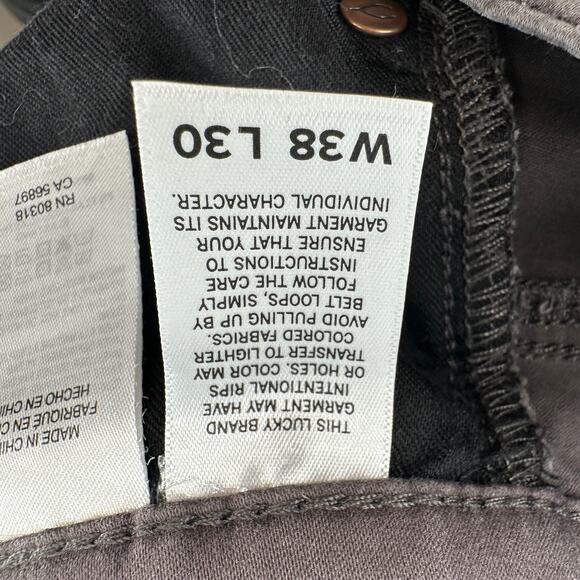 THIS LUCKY BRAND
GARMENT MAY HAVE
INTENTIONAL RIPS
OR HOLES. COLOR MAY
TRANSFER TO LIGHTER
COLORED FABRICS.
AVOID PULLING UP BY
BELT LOOPS, SIMPLY
FOLLOW THE CARE
INSTRUCTIONS TO
ENSURE THAT YOUR
GARMENT MAINTAINS ITS
INDIVIDUAL CHARACTER.
W38 L30
MADE IN CHI
FABRIQUÉ EN C
HECHO EN CHI
RN 80318
CA 56897